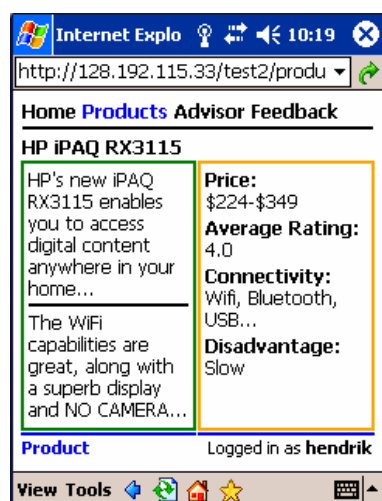 Internet Explo 10:19
http://128.192.115.33/test2/produ
Home Products Advisor Feedback
HP iPAQ RX3115
HP's new iPAQ
RX3115 enables
you to access
digital content
anywhere in your
home...
The WiFi
capabilities are
great, along with
a superb display
and NO CAMERA...
Price:
$224-$349
Average Rating:
4.0
Connectivity:
Wifi, Bluetooth,
USB...
Disadvantage:
Slow
Product Logged in as hendrik
View Tools